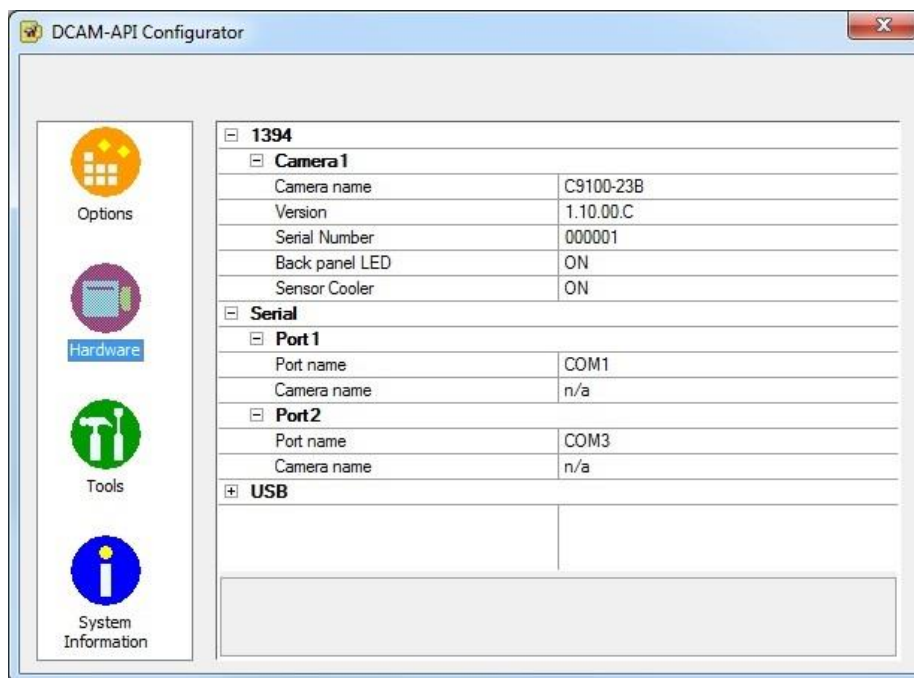 DCAM-API Configurator
Options
Hardware
Tools
System
Information
1394
Camera1
Camera name C9100-23B
Version 1.10.00.C
Serial Number 000001
Back panel LED ON
Sensor Cooler ON
Serial
Port1
Port name COM1
Camera name n/a
Port2
Port name COM3
Camera name n/a
USB